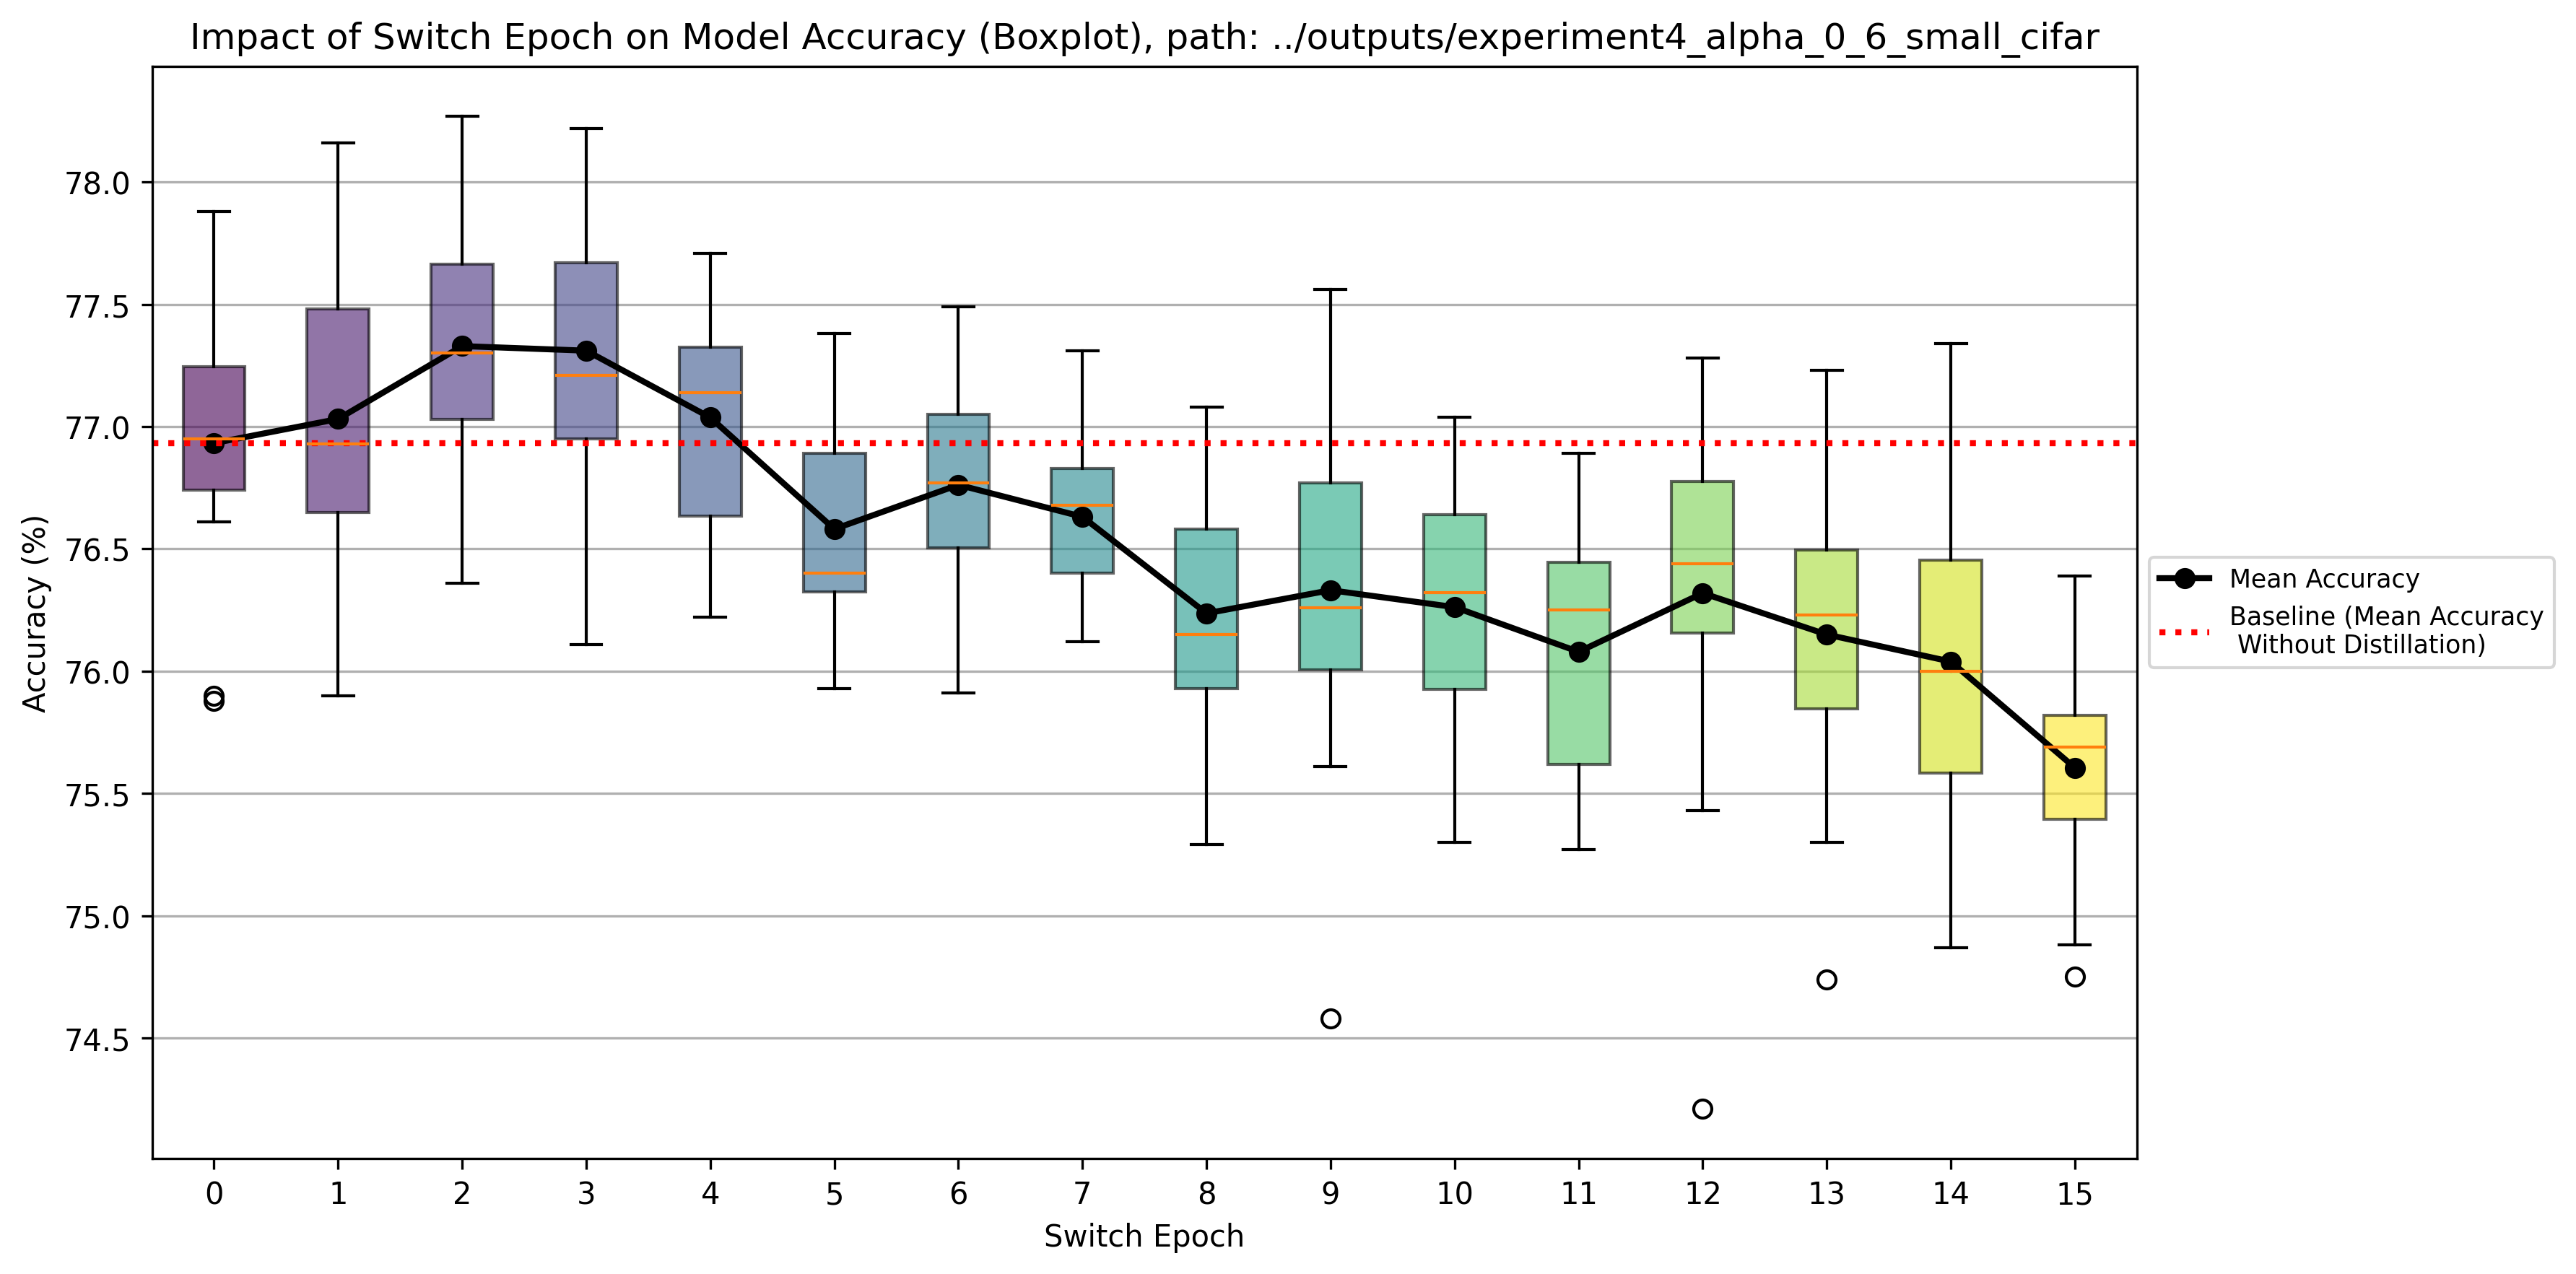 Impact of Switch Epoch on Model Accuracy (Boxplot), path: ../outputs/experiment4_alpha_0_6_small_cifar
Accuracy (%)
78.0
77.5
77.0
76.5
76.0
75.5
75.0
74.5
0 1 2 3 4 5 6 7 8 9 10 11 12 13 14 15
Switch Epoch
Mean Accuracy
Baseline (Mean Accuracy
Without Distillation)